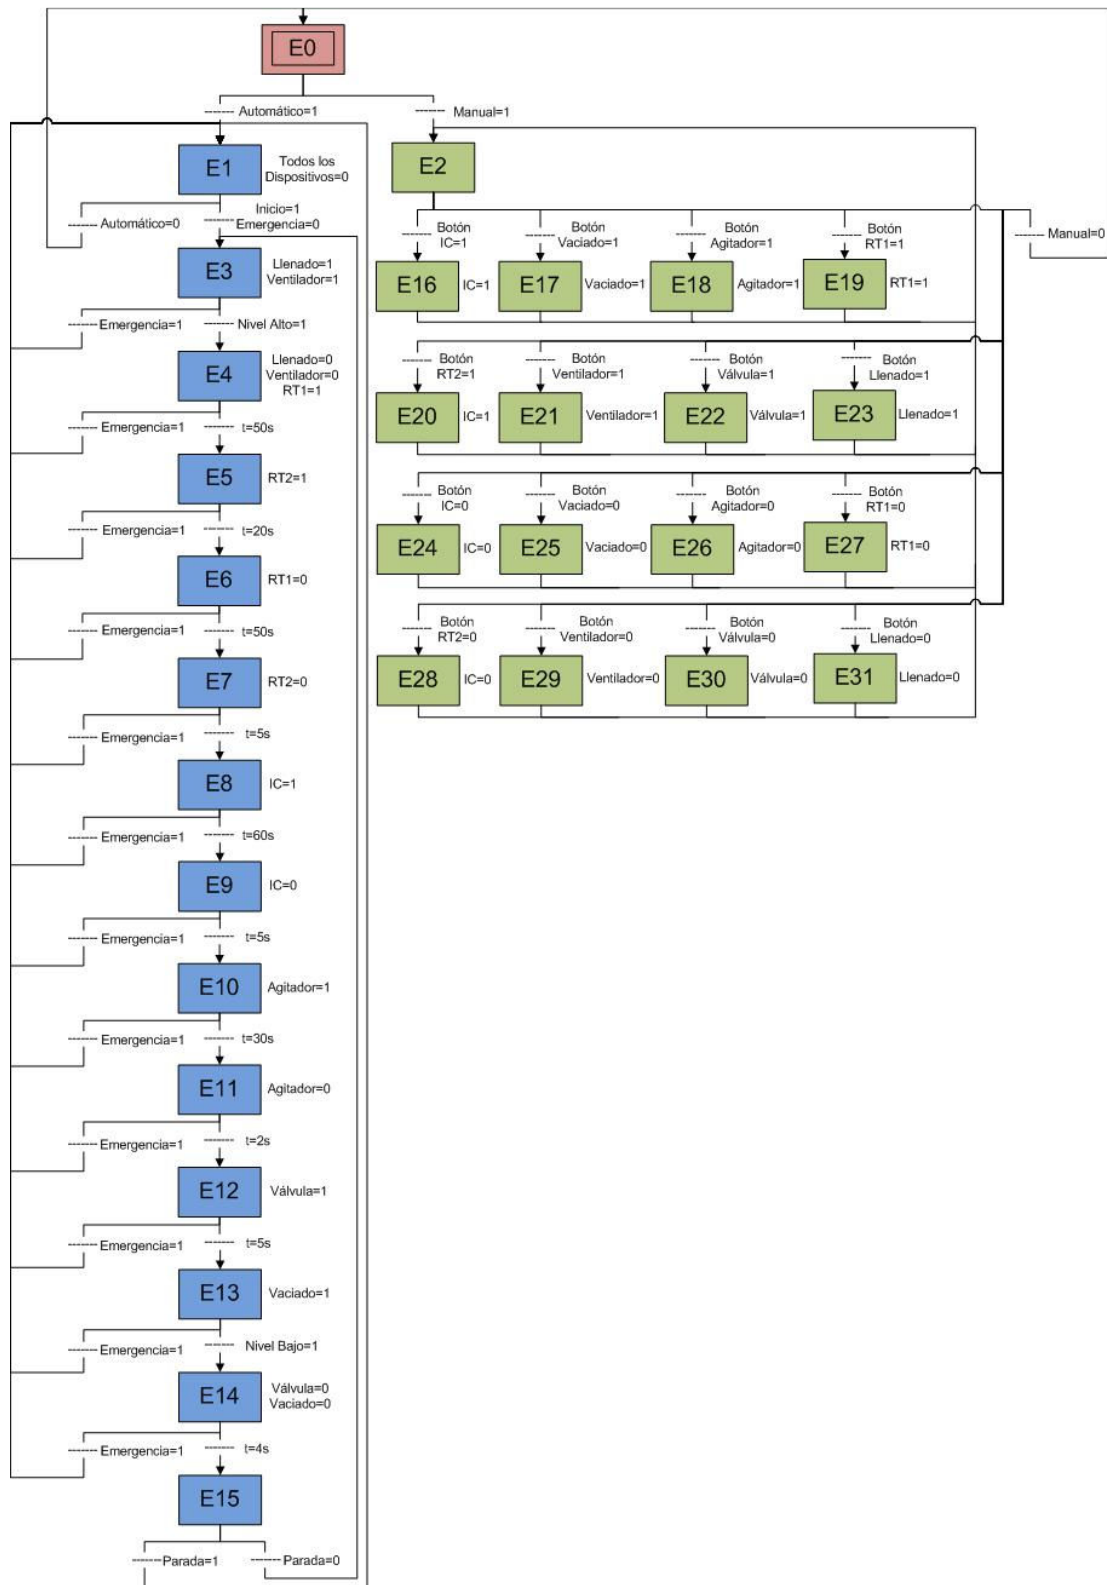 E0
Automático=1
Manual=1
E1
Todos los
Dispositivos=0
E2
Automático=0
Inicio=1
Emergencia=0
Manual=0
Botón
IC=1
Botón
Vaciado=1
Botón
Agitador=1
Botón
RT1=1
E3
Llenado=1
Ventilador=1
E16
IC=1
E17
Vaciado=1
E18
Agitador=1
E19
RT1=1
Emergencia=1
Nivel Alto=1
E4
Llenado=0
Ventilador=0
RT1=1
Botón
RT2=1
Botón
Ventilador=1
Botón
Válvula=1
Botón
Llenado=1
E20
IC=1
E21
Ventilador=1
E22
Válvula=1
E23
Llenado=1
Emergencia=1
t=50s
E5
RT2=1
Botón
IC=0
Botón
Vaciado=0
Botón
Agitador=0
Botón
RT1=0
E24
IC=0
E25
Vaciado=0
E26
Agitador=0
E27
RT1=0
Emergencia=1
t=20s
E6
RT1=0
Botón
RT2=0
Botón
Ventilador=0
Botón
Válvula=0
Botón
Llenado=0
E28
IC=0
E29
Ventilador=0
E30
Válvula=0
E31
Llenado=0
Emergencia=1
t=50s
E7
RT2=0
Emergencia=1
t=5s
E8
IC=1
Emergencia=1
t=60s
E9
IC=0
Emergencia=1
t=5s
E10
Agitador=1
Emergencia=1
t=30s
E11
Agitador=0
Emergencia=1
t=2s
E12
Válvula=1
Emergencia=1
t=5s
E13
Vaciado=1
Emergencia=1
Nivel Bajo=1
E14
Válvula=0
Vaciado=0
Emergencia=1
t=4s
E15
Parada=1
Parada=0